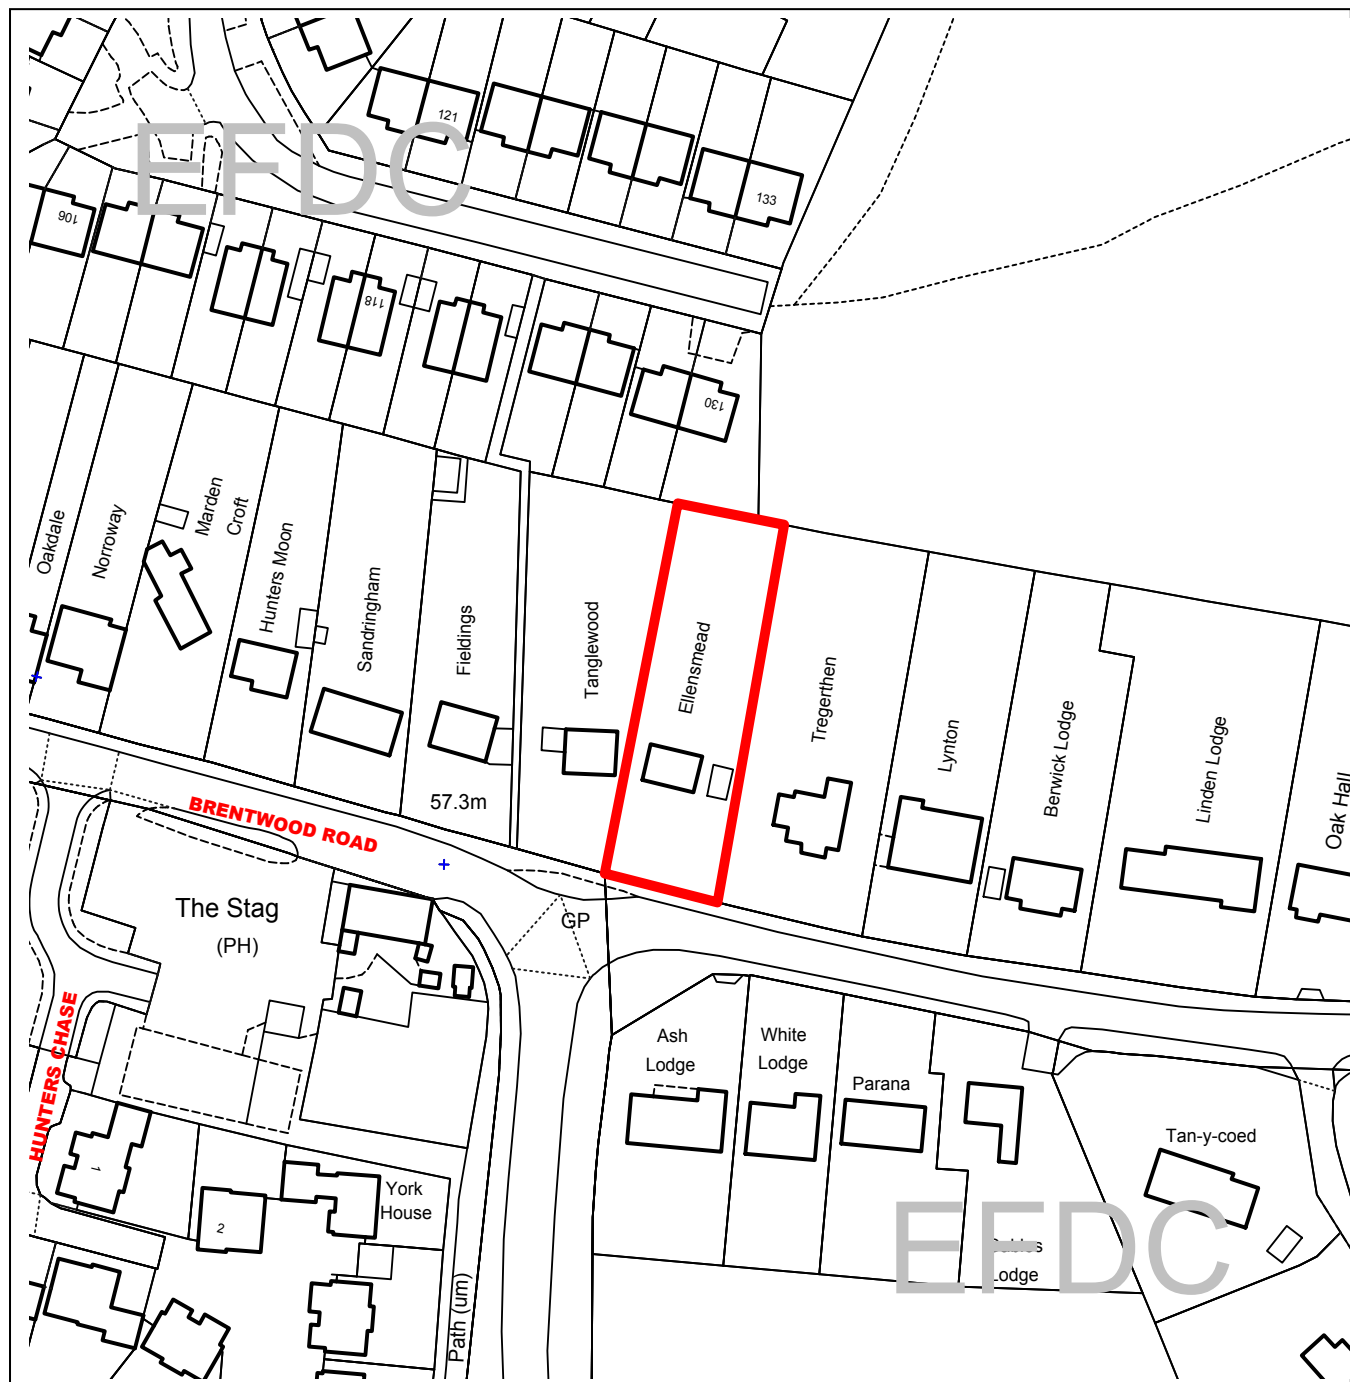 EFDC
121
133
106
118
130
Oakdale
Norroway
Marden
Croft
Hunters Moon
Sandringham
Fieldings
Tanglewood
Ellensmead
Tregerthen
Lynton
Berwick Lodge
Linden Lodge
Oak Hall
57.3m
BRENTWOOD ROAD
The Stag
(PH)
GP
HUNTERS CHASE
Ash
Lodge
White
Lodge
Parana
Tan-y-coed
1
2
York
House
EFDC
Lodge
Path (um)